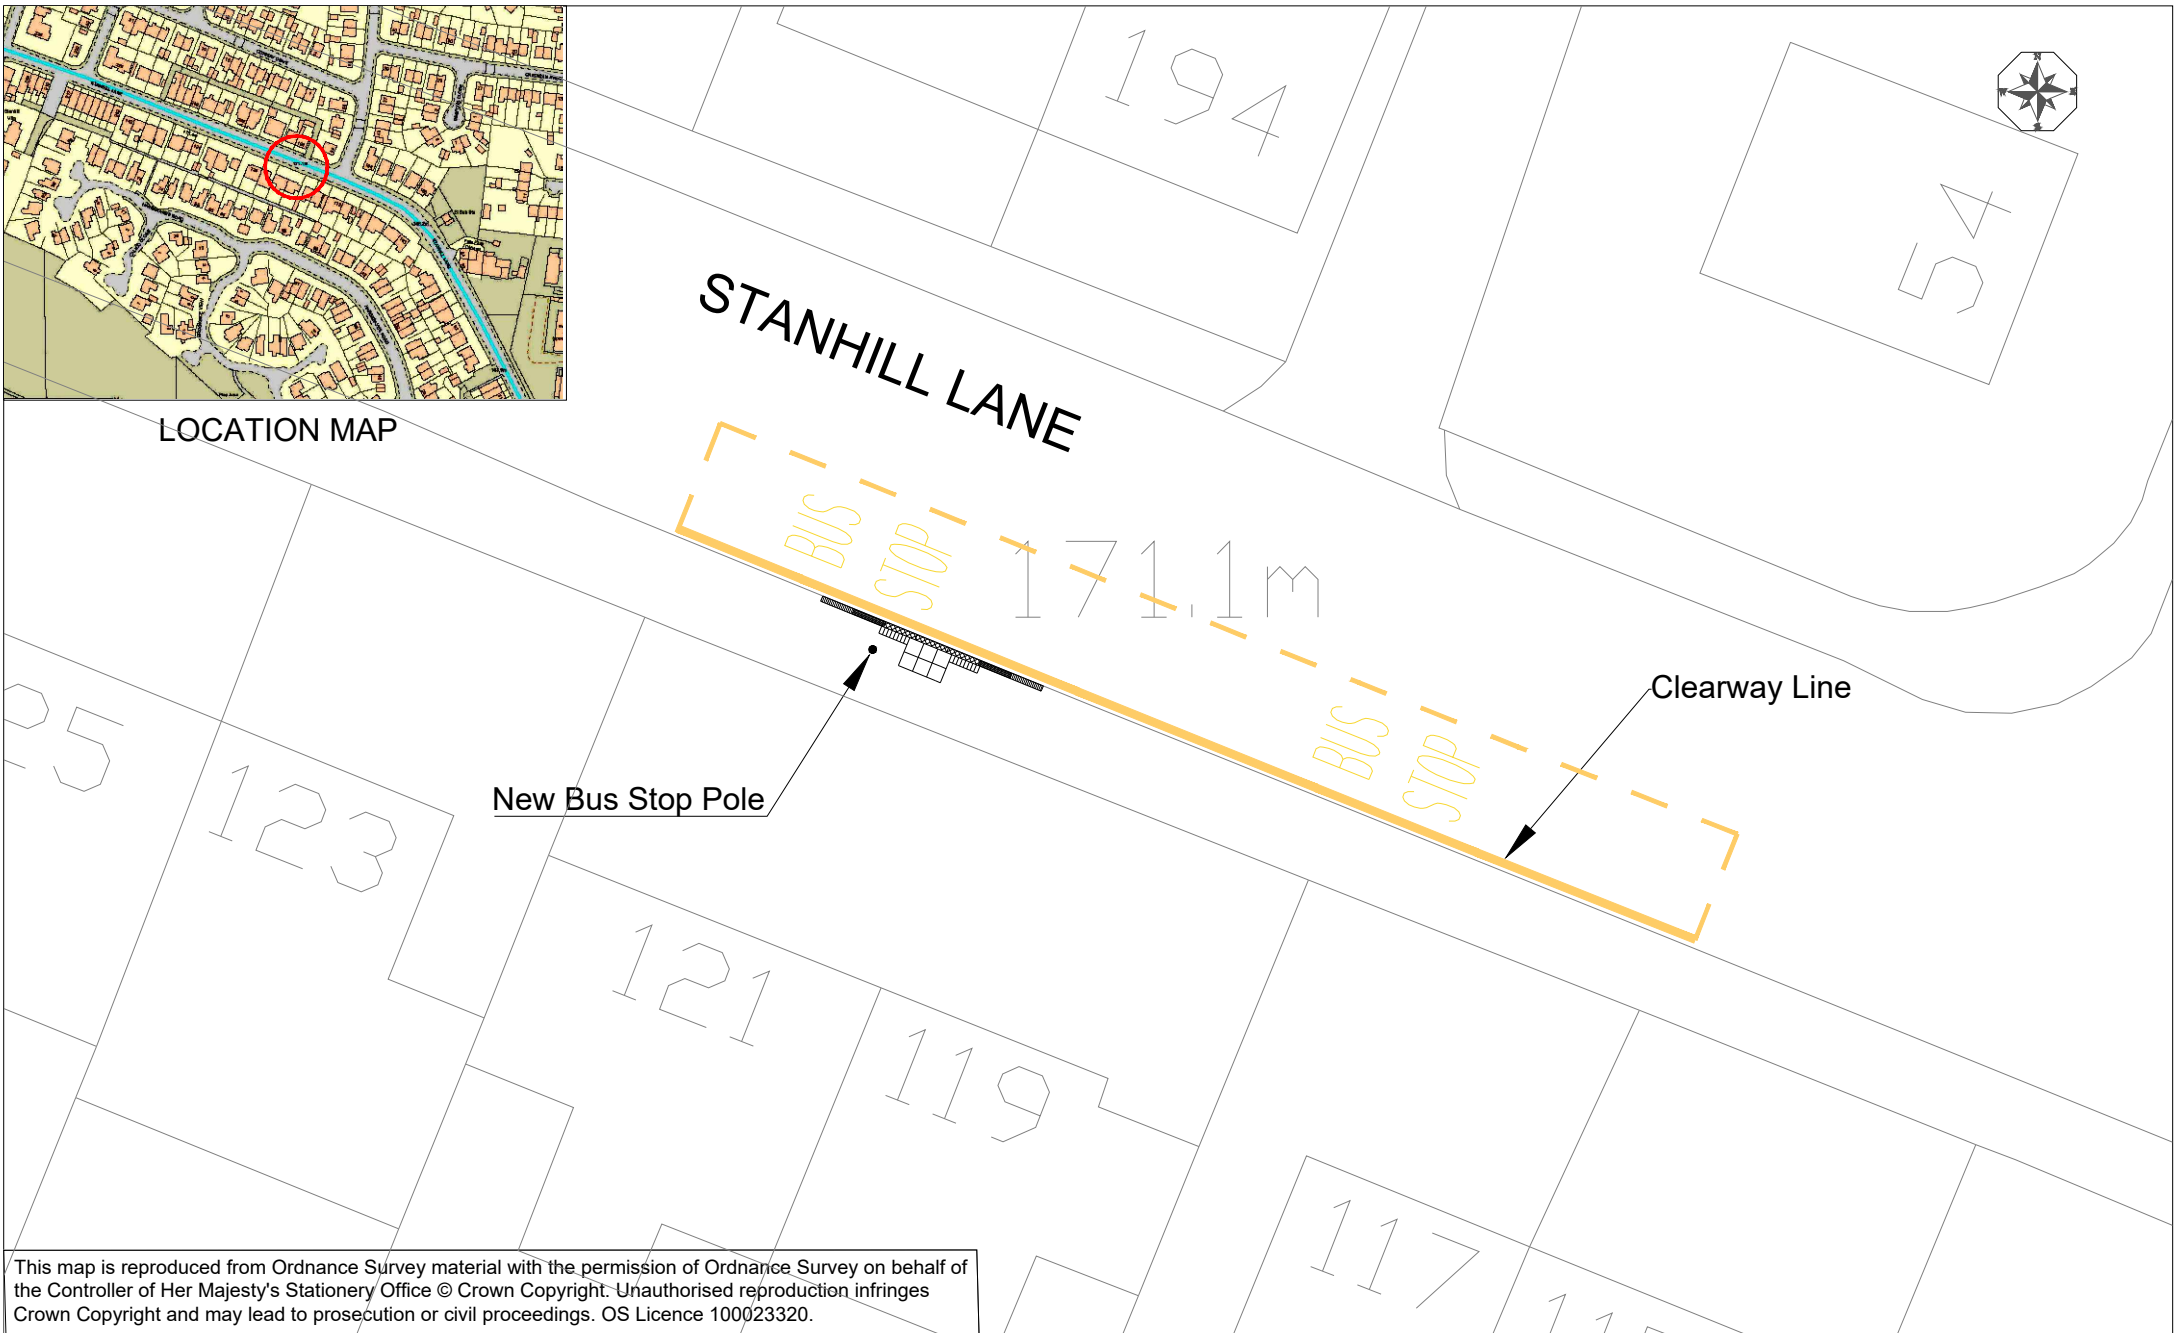 LOCATION MAP
STANHILL LANE
194
54
BUS
STOP
171.1m
BUS
STOP
Clearway Line
New Bus Stop Pole
25
123
121
119
117
This map is reproduced from Ordnance Survey material with the permission of Ordnance Survey on behalf of
the Controller of Her Majesty's Stationery Office © Crown Copyright. Unauthorised reproduction infringes
Crown Copyright and may lead to prosecution or civil proceedings. OS Licence 100023320.